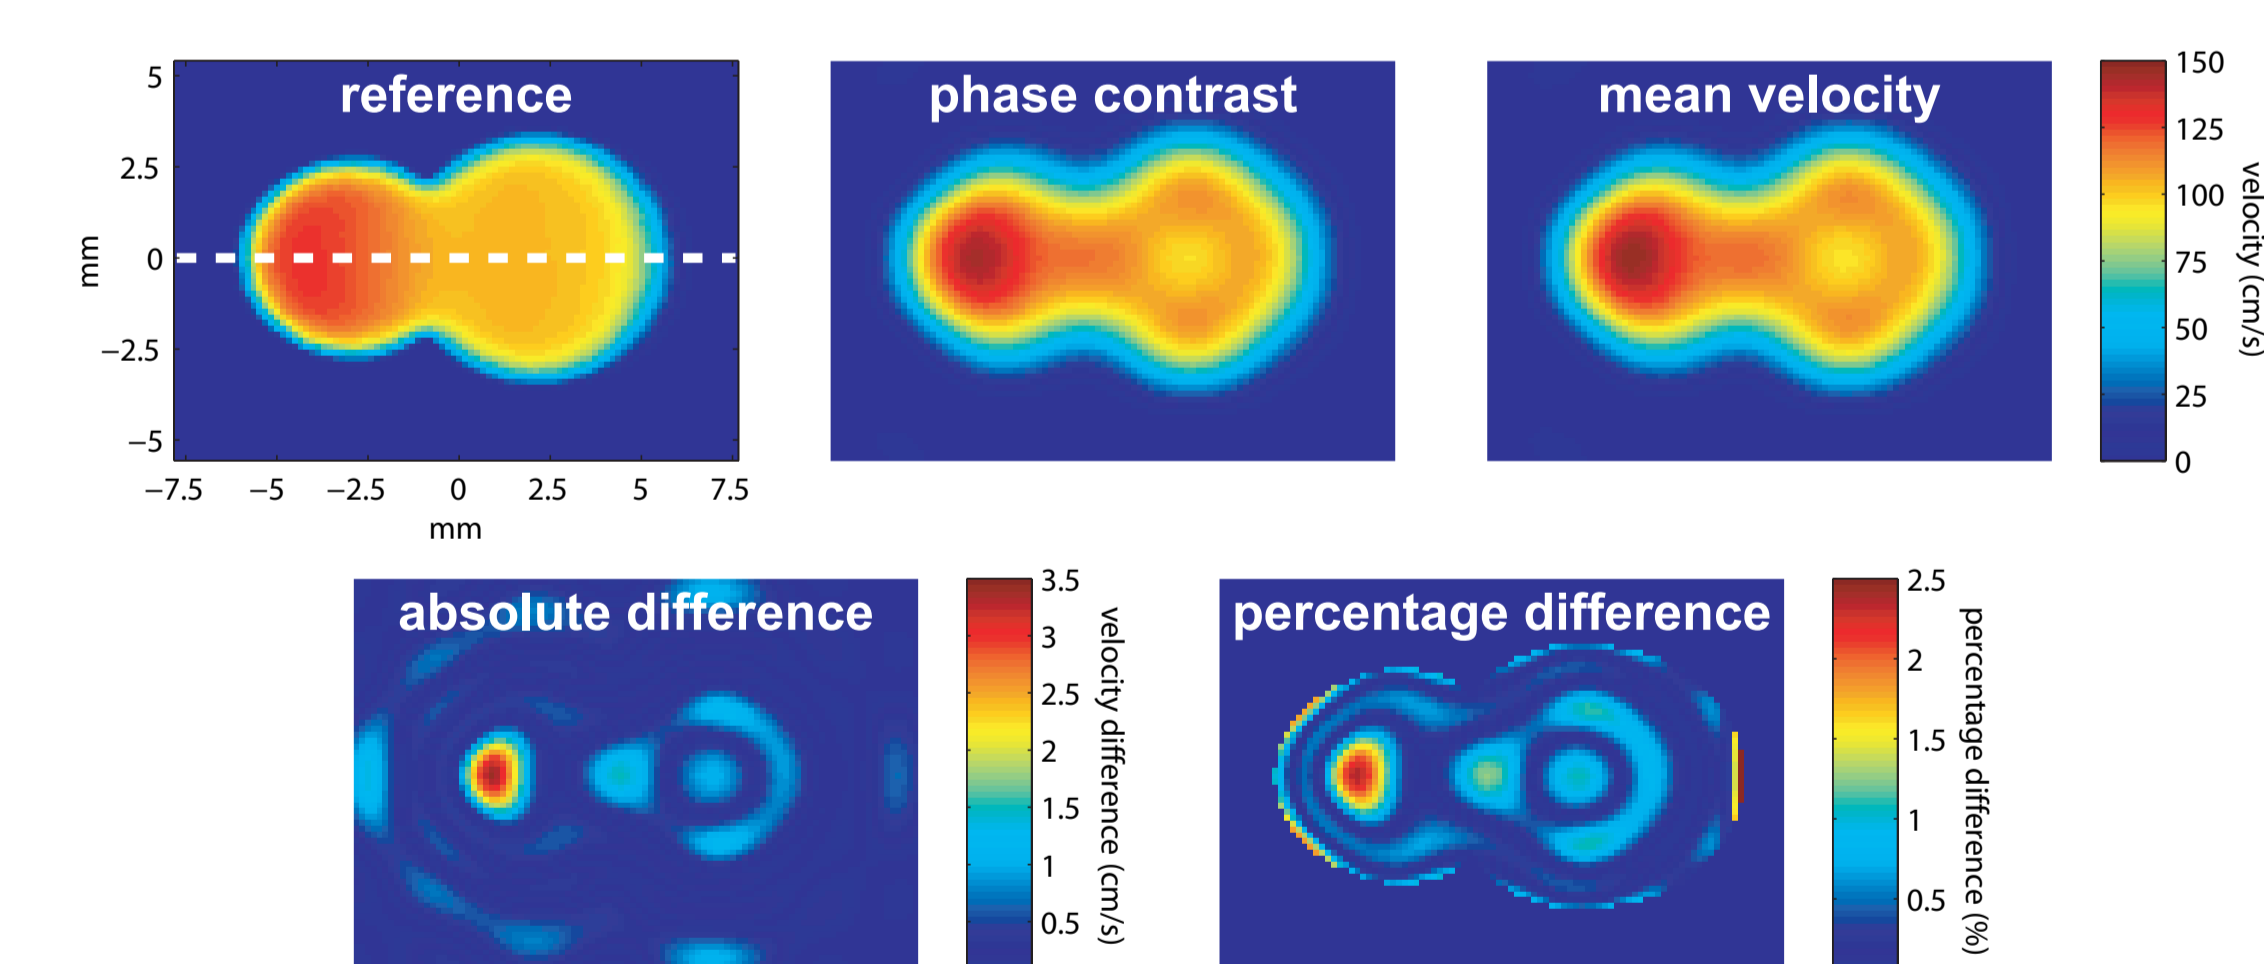 reference
phase contrast
mean velocity
5
2.5
0
−2.5
−5
mm
−7.5 −5 −2.5 0 2.5 5 7.5
mm
150
125
100
75
50
25
0
velocity (cm/s)
absolute difference
3.5
3
2.5
2
1.5
1
0.5
velocity difference (cm/s)
percentage difference
2.5
2
1.5
1
0.5
percentage difference (%)